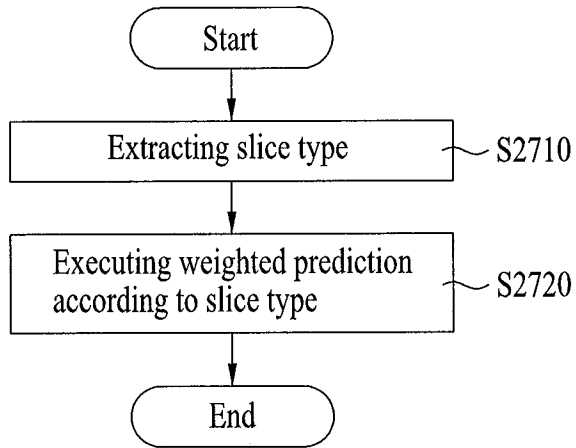 Start
Extracting slice type
S2710
Executing weighted prediction
according to slice type
S2720
End